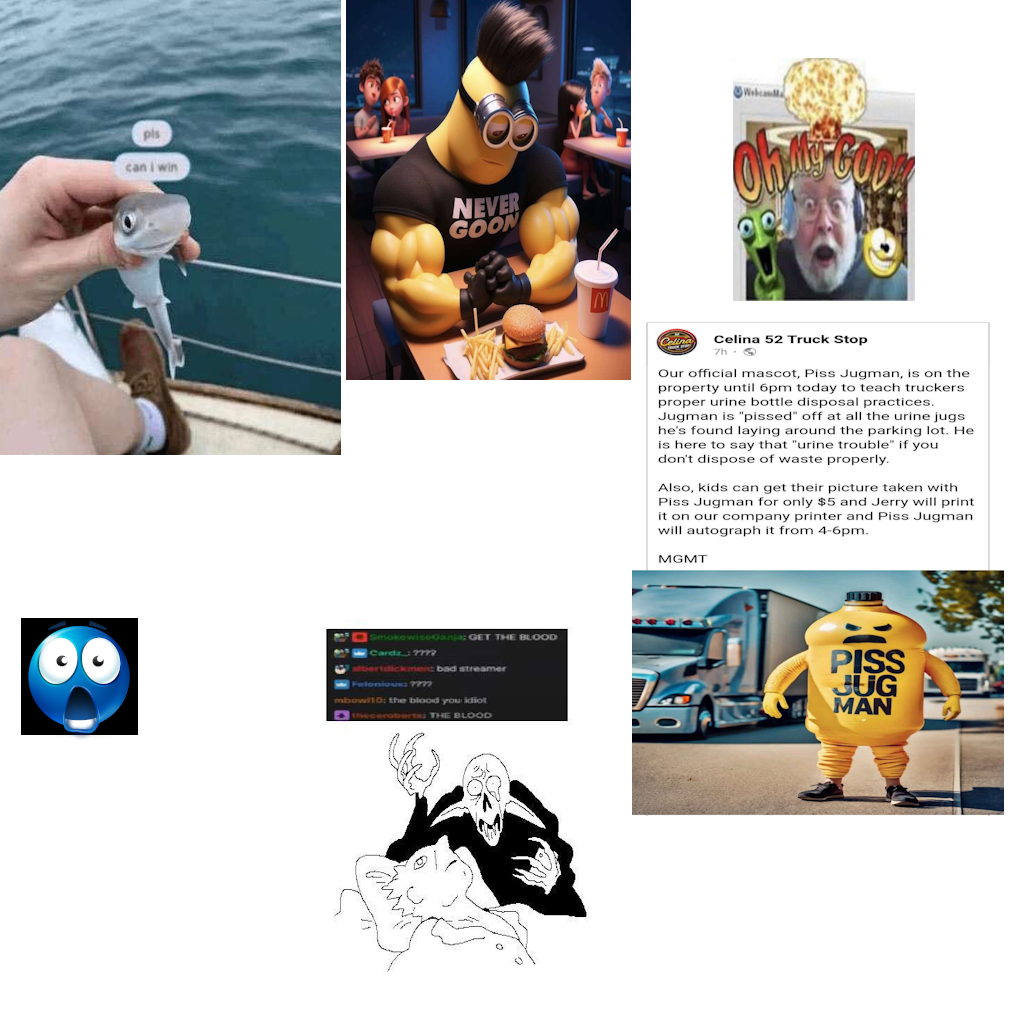 pls
can i win
NEVER
GOON
WebcamMa
Oh My GOD!!
Celina 52 Truck Stop
7h ·
Our official mascot, Piss Jugman, is on the
property until 6pm today to teach truckers
proper urine bottle disposal practices.
Jugman is "pissed" off at all the urine jugs
he's found laying around the parking lot. He
is here to say that "urine trouble" if you
don't dispose of waste properly.
Also, kids can get their picture taken with
Piss Jugman for only $5 and Jerry will print
it on our company printer and Piss Jugman
will autograph it from 4-6pm.
MGMT
Celina
PISS
JUG
MAN
SmokewiseGanja: GET THE BLOOD
Cardz_: ????
albertdickmen: bad streamer
Felonious: ????
mbowl10: the blood you idiot
thecoroberts: THE BLOOD